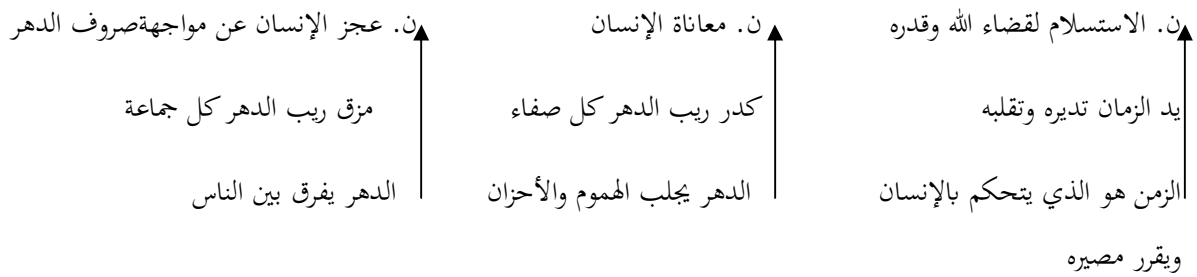 ن. الاستسلام لقضاء الله وقدره ن. معاناة الإنسان ن. عجز الإنسان عن مواجهةصروف الدهر
يد الزمان تديره وتقلبه كدر ريب الدهر كل صفاء مزق ريب الدهر كل جماعة
الزمن هو الذي يتحكم بالإنسان الدهر يجلب الهموم والأحزان الدهر يفرق بين الناس
ويقرر مصيره